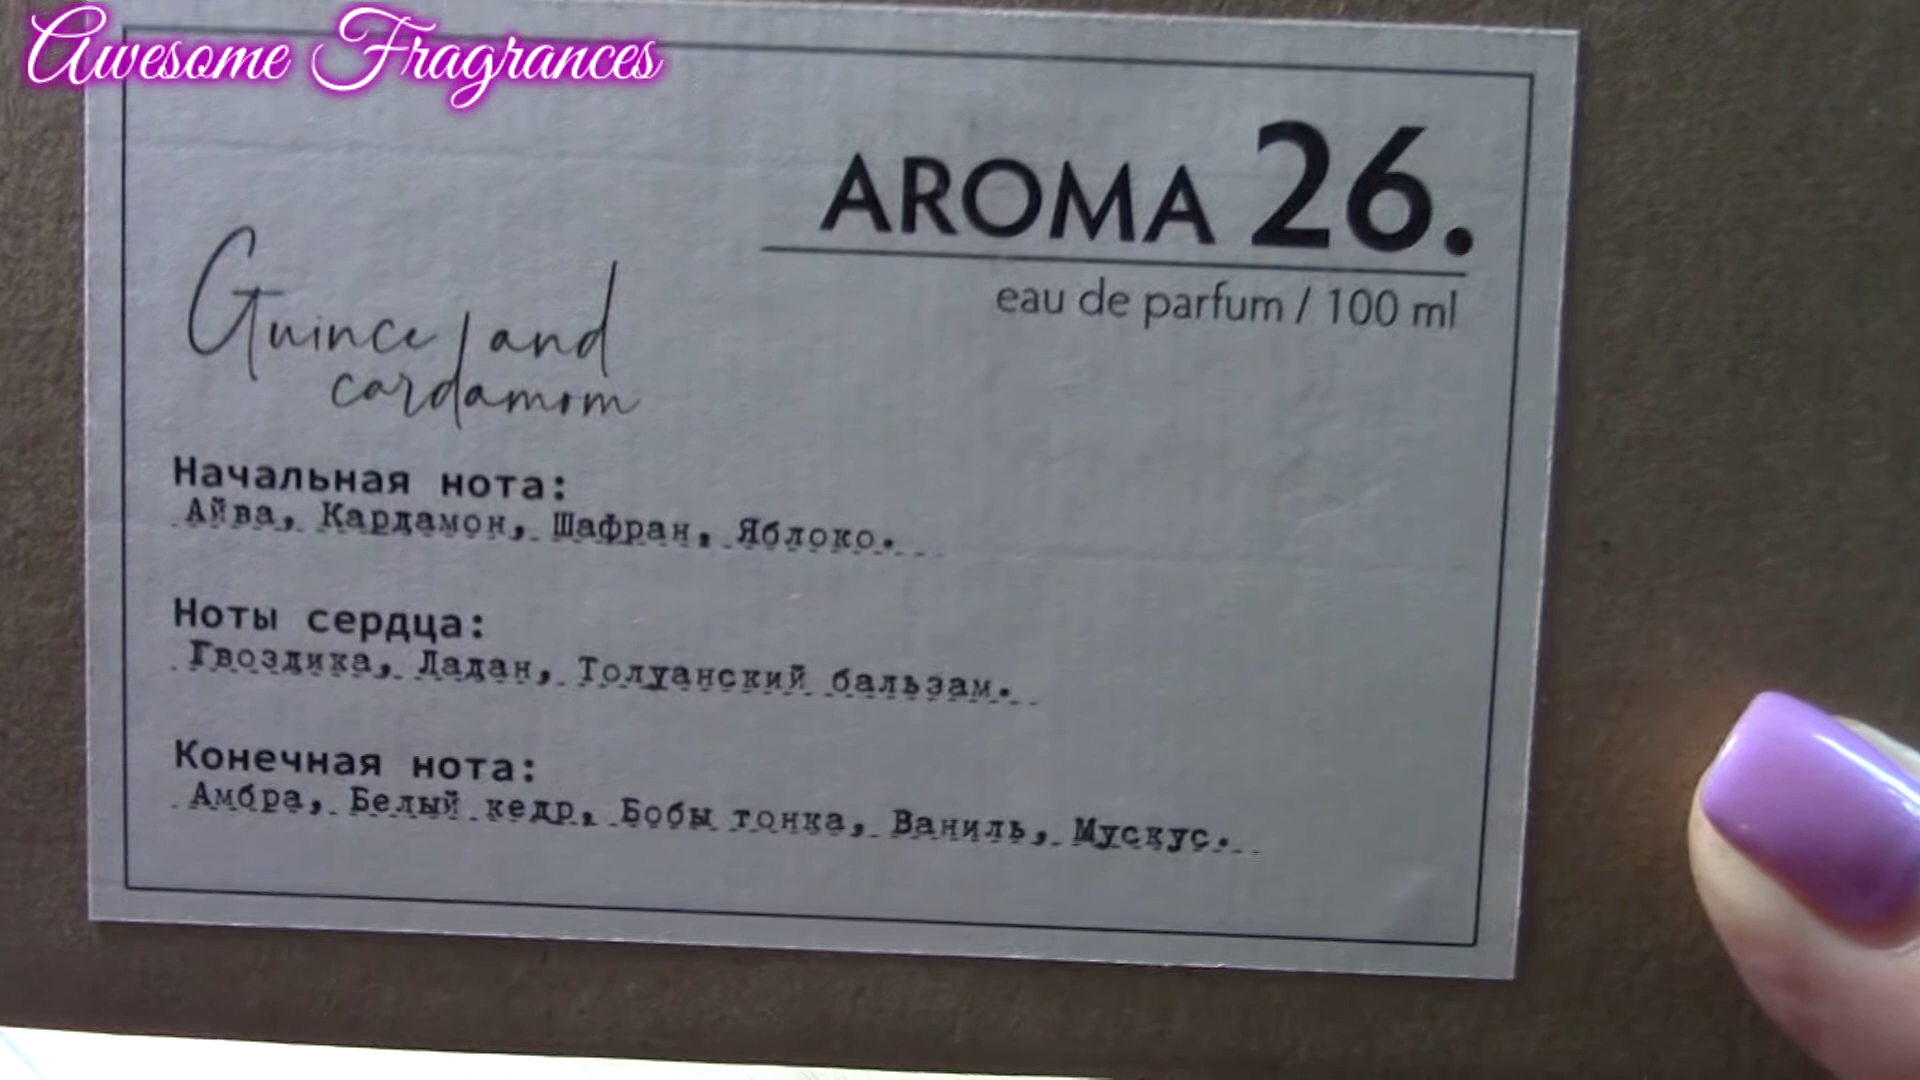 Awesome Fragrances
AROMA 26.
eau de parfum / 100 ml
Guince and
cardamom
Начальная нота:
Айва, Кардамон, Шафран, Яблоко.
Ноты сердца:
Гвоздика, Ладан, Толуанский бальзам.
Конечная нота:
Амбра, Белый кедр, Бобы тонка, Ваниль, Мускус.